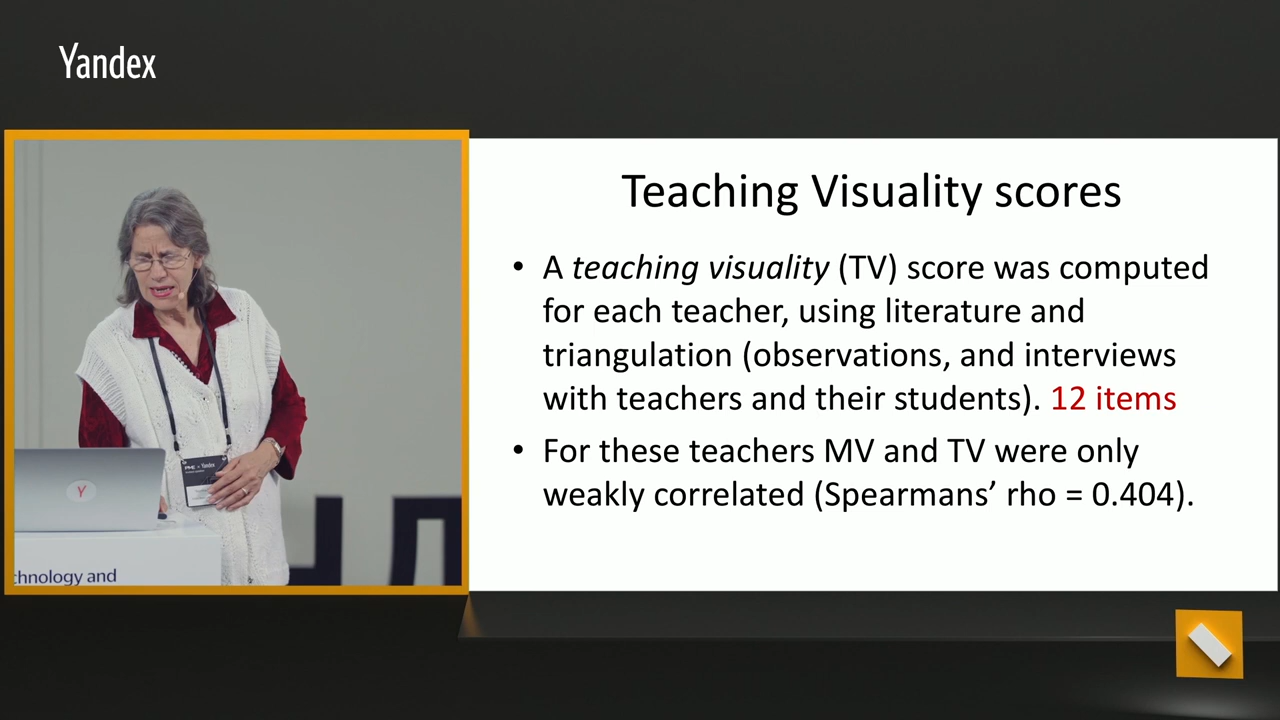 Yandex
Teaching Visuality scores
• A teaching visuality (TV) score was computed
for each teacher, using literature and
triangulation (observations, and interviews
with teachers and their students). 12 items
• For these teachers MV and TV were only
weakly correlated (Spearmans’ rho = 0.404).
Y
PME & Yandex
chnology and